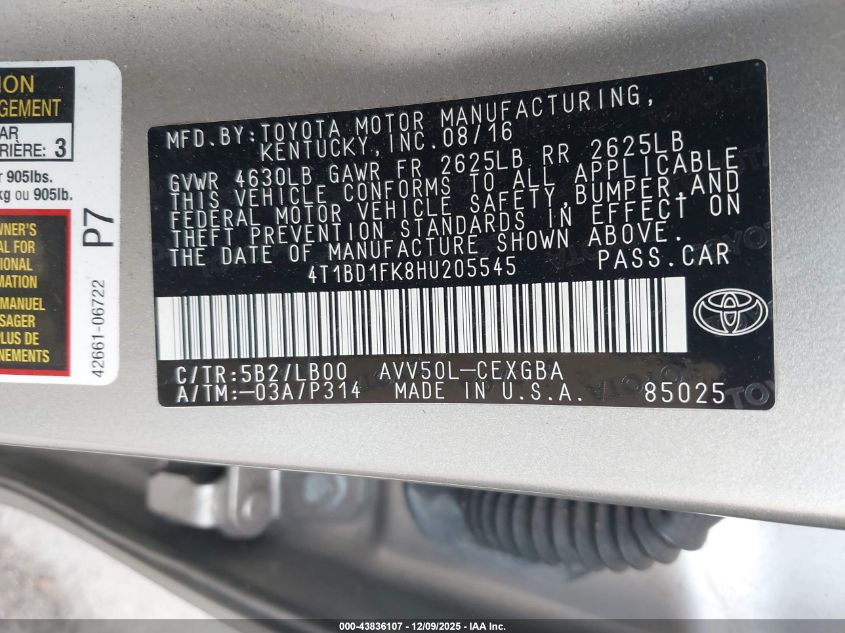 ION
GEMENT
AR
RIÈRE: 3
r 905lbs.
kg ou 905lb.
WNER'S
AL FOR
TIONAL
ION
MANUEL
SAGER
PLUS DE
NEMENTS
P7
42661-06722
MFD. BY: TOYOTA MOTOR MANUFACTURING,
KENTUCKY, INC. 08/16
GVWR 4630LB GAWR FR 2625LB RR 2625LB
THIS VEHICLE CONFORMS TO ALL APPLICABLE
FEDERAL MOTOR VEHICLE SAFETY, BUMPER, AND
THEFT PREVENTION STANDARDS IN EFFECT ON
THE DATE OF MANUFACTURE SHOWN ABOVE.
4T1BD1FK8HU205545 PASS.CAR
C/TR:5B2/LB00 AVV50L-CEXGBA
A/TM:-03A/P314 MADE IN U.S.A. 85025
000-43836107 - 12/09/2025 - IAA Inc.